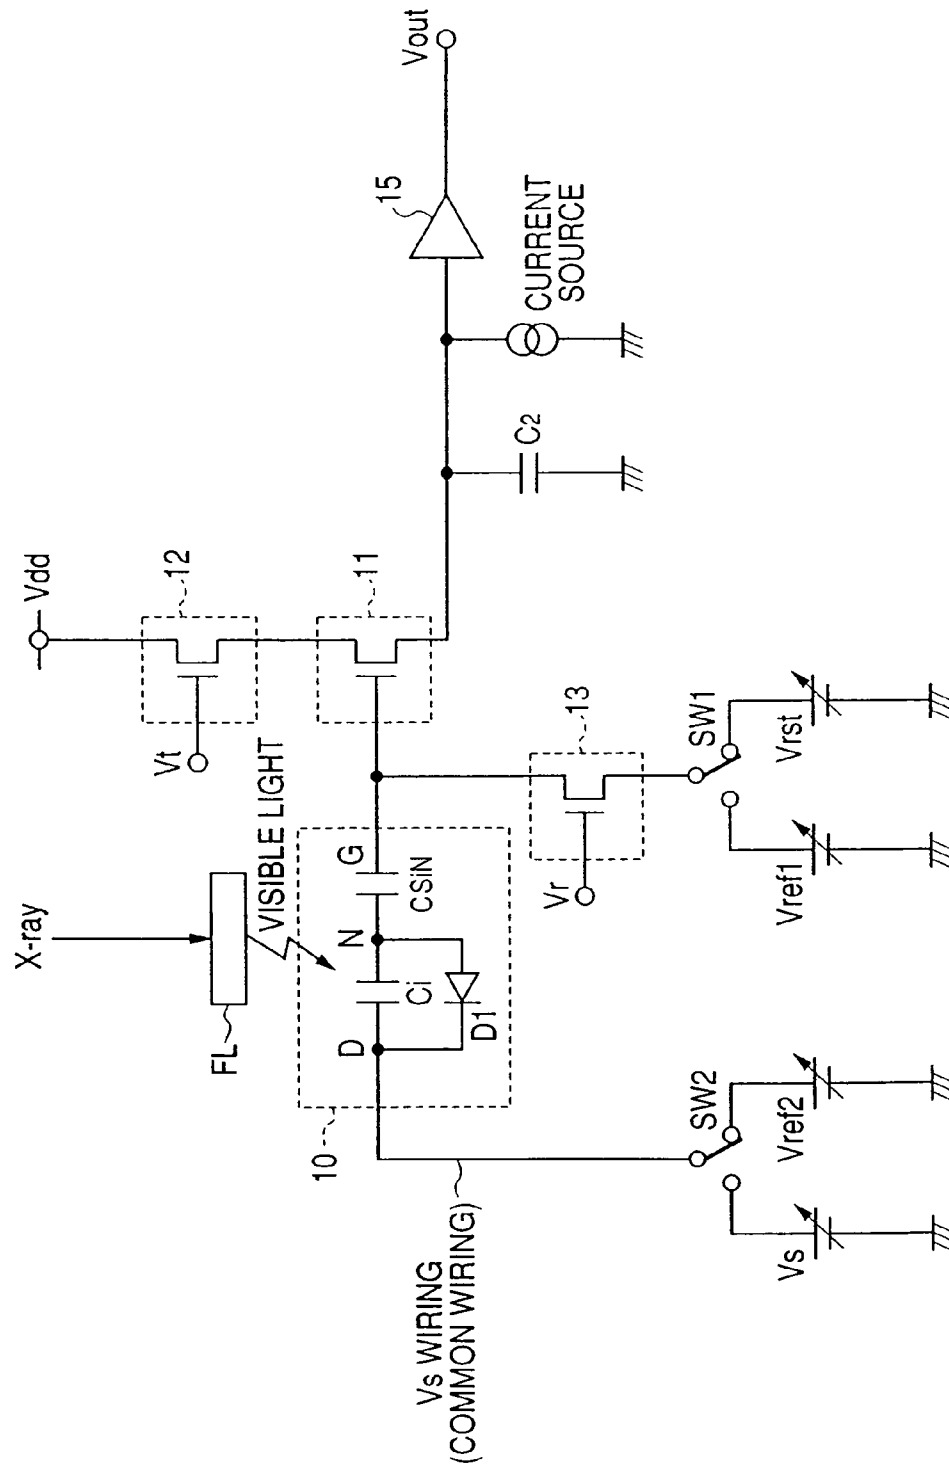 X-ray
FL
VISIBLE LIGHT
Vdd
Vt
12
11
Vout
15
CURRENT
SOURCE
C2
10
D
N
G
Ci
CSiN
D1
Vr
13
Vs WIRING
(COMMON WIRING)
SW2
SW1
Vs
Vref2
Vref1
Vrst